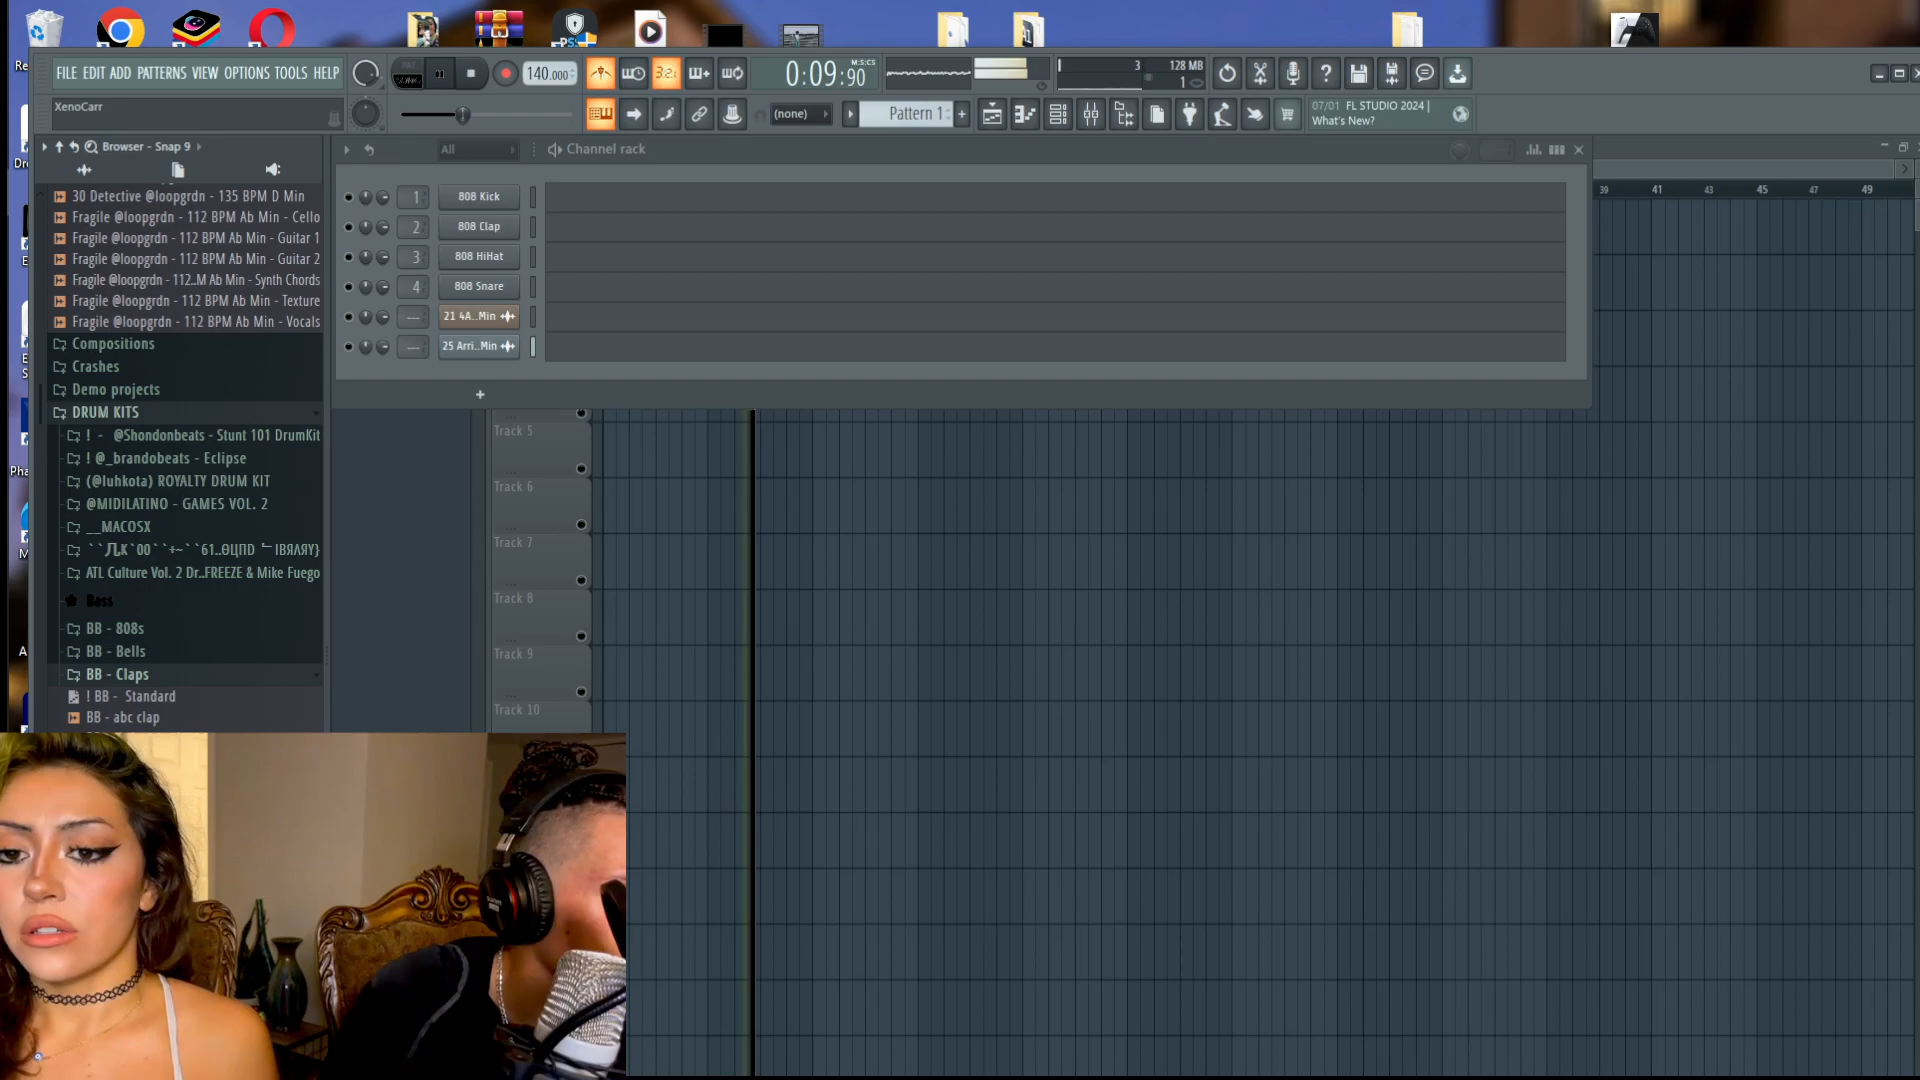 FILE EDIT ADD PATTERNS VIEW OPTIONS TOOLS HELP
PAT
SONG
140.000
3.2.
0:09:90
M:S:CS
3
128 MB
1
XenoCarr
(none)
Pattern 1
+
07/01 FL STUDIO 2024 |
What's New?
Browser - Snap 9
30 Detective @loopgrdn - 135 BPM D Min
Fragile @loopgrdn - 112 BPM Ab Min - Cello
Fragile @loopgrdn - 112 BPM Ab Min - Guitar 1
Fragile @loopgrdn - 112 BPM Ab Min - Guitar 2
Fragile @loopgrdn - 112..M Ab Min - Synth Chords
Fragile @loopgrdn - 112 BPM Ab Min - Texture
Fragile @loopgrdn - 112 BPM Ab Min - Vocals
Compositions
Crashes
Demo projects
DRUM KITS
! - @Shondonbeats - Stunt 101 DrumKit
! @_brandobeats - Eclipse
(@luhkota) ROYALTY DRUM KIT
@MIDILATINO - GAMES VOL. 2
__MACOSX
ATL Culture Vol. 2 Dr..FREEZE & Mike Fuego
Bass
BB - 808s
BB - Bells
BB - Claps
! BB - Standard
BB - abc clap
All
Channel rack
1 808 Kick
2 808 Clap
3 808 HiHat
4 808 Snare
--- 21 4A..Min
--- 25 Arri..Min
+
39 41 43 45 47 49
Track 5
Track 6
Track 7
Track 8
Track 9
Track 10